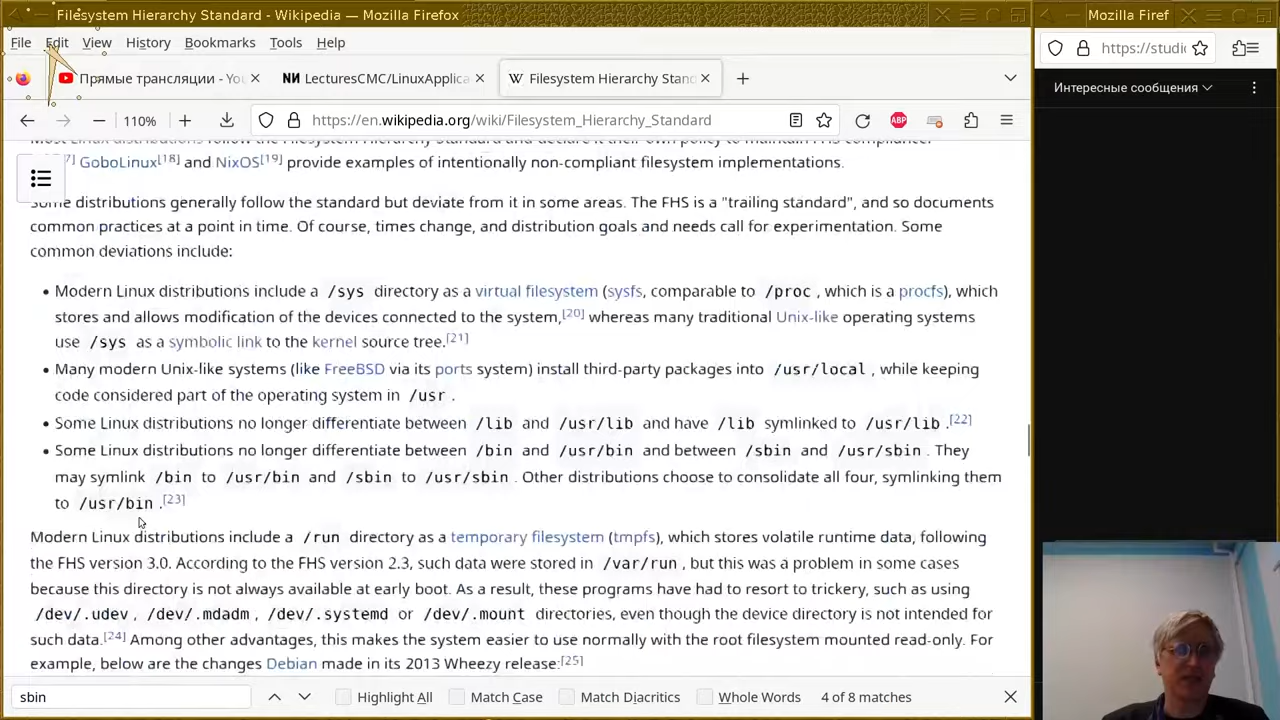 Filesystem Hierarchy Standard - Wikipedia — Mozilla Firefox
Mozilla Firef
File Edit View History Bookmarks Tools Help
https://studi
Прямые трансляции - You
LecturesCMC/LinuxApplica
W Filesystem Hierarchy Stand
Интересные сообщения
110%
https://en.wikipedia.org/wiki/Filesystem_Hierarchy_Standard
ABP
GoboLinux[18] and NixOS[19] provide examples of intentionally non-compliant filesystem implementations.
Some distributions generally follow the standard but deviate from it in some areas. The FHS is a "trailing standard", and so documents
common practices at a point in time. Of course, times change, and distribution goals and needs call for experimentation. Some
common deviations include:
• Modern Linux distributions include a /sys directory as a virtual filesystem (sysfs, comparable to /proc, which is a procfs), which
stores and allows modification of the devices connected to the system,[20] whereas many traditional Unix-like operating systems
use /sys as a symbolic link to the kernel source tree.[21]
• Many modern Unix-like systems (like FreeBSD via its ports system) install third-party packages into /usr/local, while keeping
code considered part of the operating system in /usr.
• Some Linux distributions no longer differentiate between /lib and /usr/lib and have /lib symlinked to /usr/lib.[22]
• Some Linux distributions no longer differentiate between /bin and /usr/bin and between /sbin and /usr/sbin. They
may symlink /bin to /usr/bin and /sbin to /usr/sbin. Other distributions choose to consolidate all four, symlinking them
to /usr/bin.[23]
Modern Linux distributions include a /run directory as a temporary filesystem (tmpfs), which stores volatile runtime data, following
the FHS version 3.0. According to the FHS version 2.3, such data were stored in /var/run, but this was a problem in some cases
because this directory is not always available at early boot. As a result, these programs have had to resort to trickery, such as using
/dev/.udev, /dev/.mdadm, /dev/.systemd or /dev/.mount directories, even though the device directory is not intended for
such data.[24] Among other advantages, this makes the system easier to use normally with the root filesystem mounted read-only. For
example, below are the changes Debian made in its 2013 Wheezy release:[25]
sbin
Highlight All Match Case Match Diacritics Whole Words 4 of 8 matches